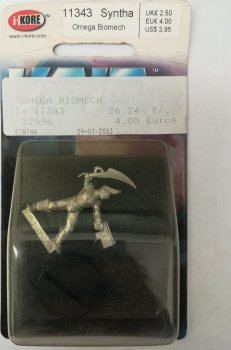 i-KORE
www.i-kore.com
11343 Syntha
Omega Biomech
UK£ 2.50
EU€ 4.00
US$ 3.95
"OMEGA BIOMECH
IK 11343 26.24 Fr.
22596 4.00 Euros
SYNTHA 29-07-2002